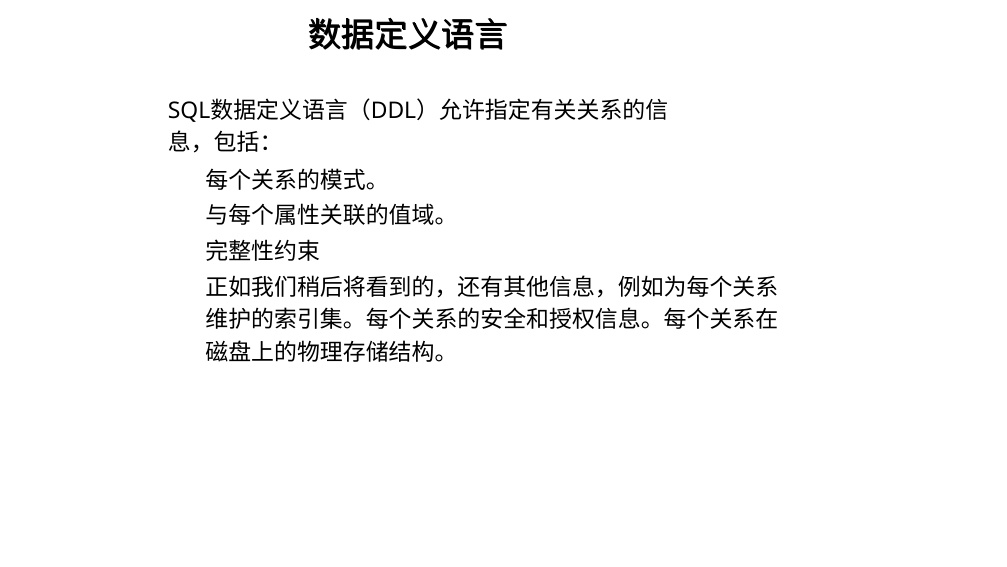 数据定义语言
SQL数据定义语言（DDL）允许指定有关关系的信
息，包括：
每个关系的模式。
与每个属性关联的值域。
完整性约束
正如我们稍后将看到的，还有其他信息，例如为每个关系
维护的索引集。每个关系的安全和授权信息。每个关系在
磁盘上的物理存储结构。